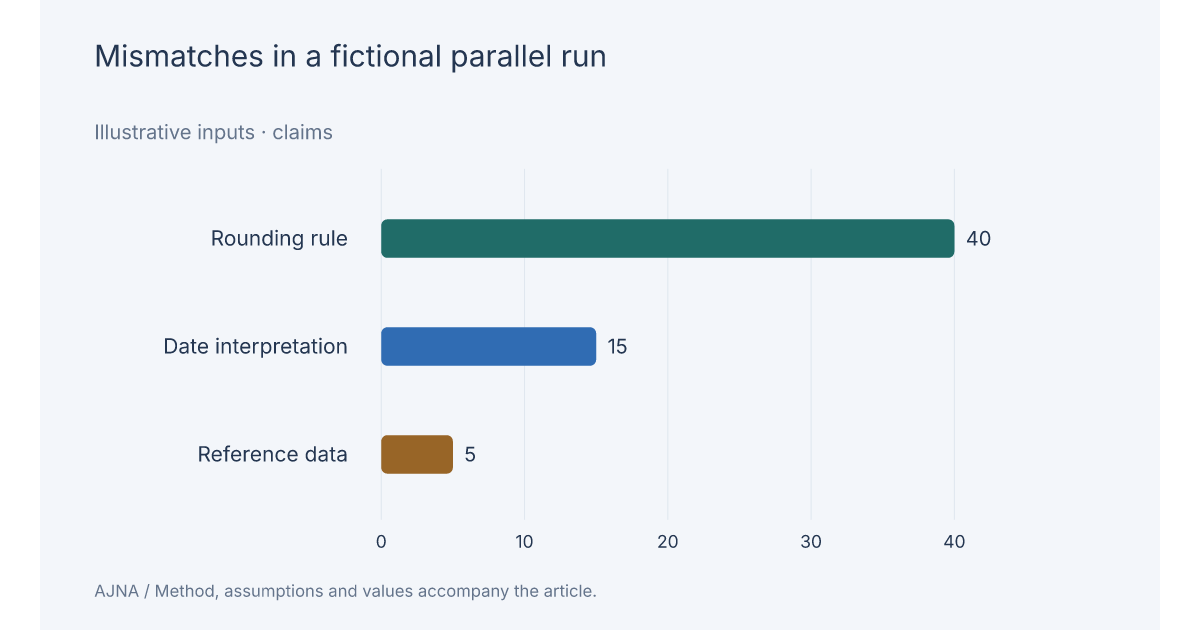 Mismatches in a fictional parallel run
Illustrative inputs · claims
Rounding rule 40
Date interpretation 15
Reference data 5
0 10 20 30 40
AJNA / Method, assumptions and values accompany the article.